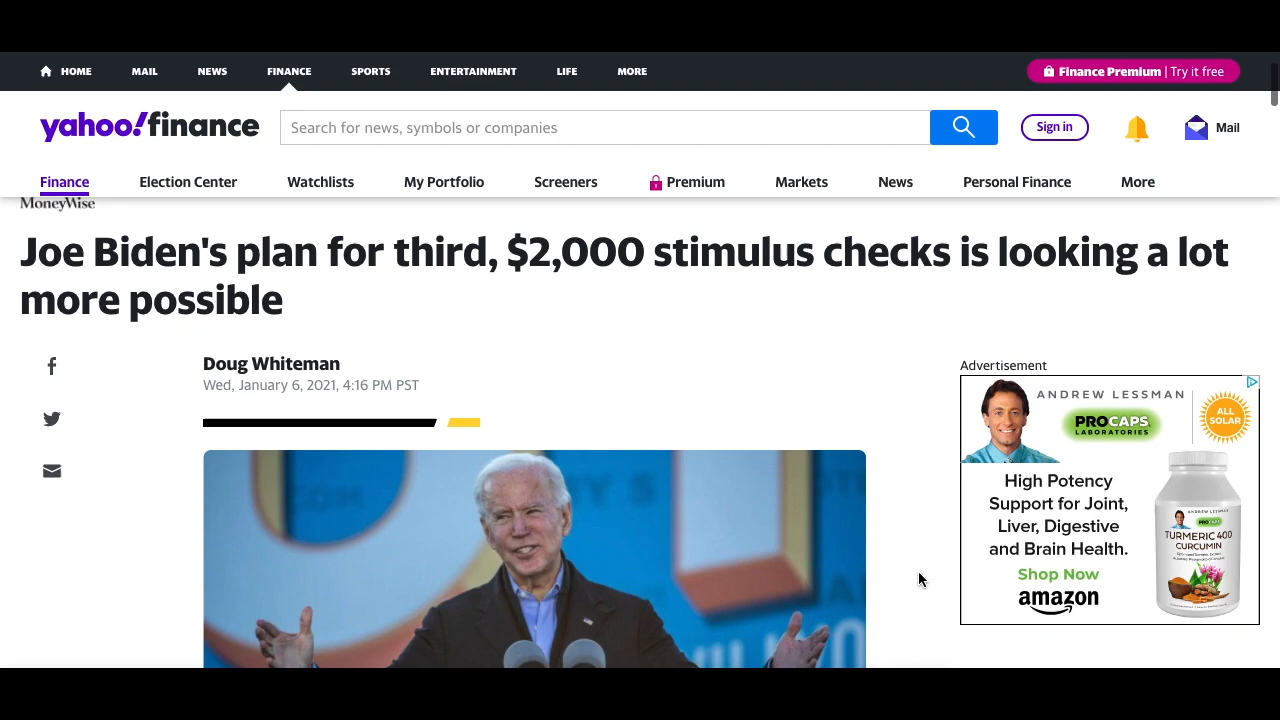 HOME MAIL NEWS FINANCE SPORTS ENTERTAINMENT LIFE MORE
Finance Premium | Try it free
yahoo!finance
Search for news, symbols or companies
Sign in
Mail
Finance Election Center Watchlists My Portfolio Screeners Premium Markets News Personal Finance More
MoneyWise
Joe Biden's plan for third, $2,000 stimulus checks is looking a lot
more possible
Doug Whiteman
Wed, January 6, 2021, 4:16 PM PST
Advertisement
ANDREW LESSMAN
PROCAPS
LABORATORIES
ALL
SOLAR
High Potency
Support for Joint,
Liver, Digestive
and Brain Health.
Shop Now
amazon
ANDREW LESSMAN
PROCAPS
TURMERIC 400
CURCUMIN